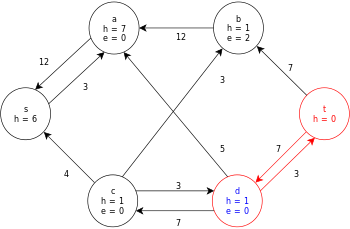 a
h = 7
e = 0
b
h = 1
e = 2
12
12
3
3
7
s
h = 6
t
h = 0
5
7
3
4
c
h = 1
e = 0
3
7
d
h = 1
e = 0